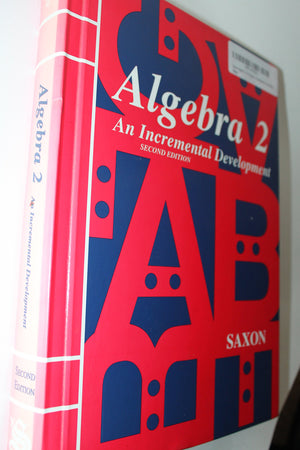 Algebra 2
An Incremental Development
SECOND EDITION
SAXON
Algebra 2
An Incremental Development
SECOND
EDITION